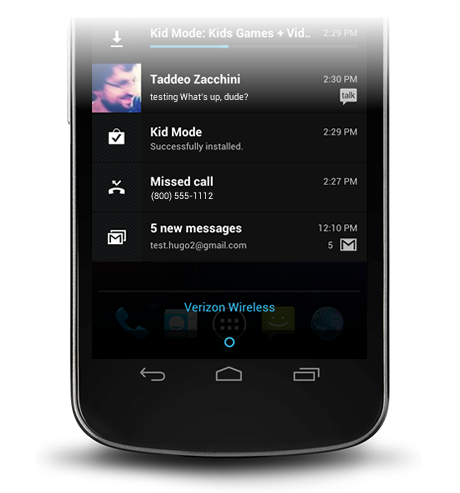 Kid Mode: Kids Games + Vid.. 2:29 PM
Taddeo Zacchini 2:30 PM
testing What's up, dude? talk
Kid Mode 2:29 PM
Successfully installed.
Missed call 2:27 PM
(800) 555-1112
5 new messages 12:10 PM
test.hugo2@gmail.com 5
Verizon Wireless